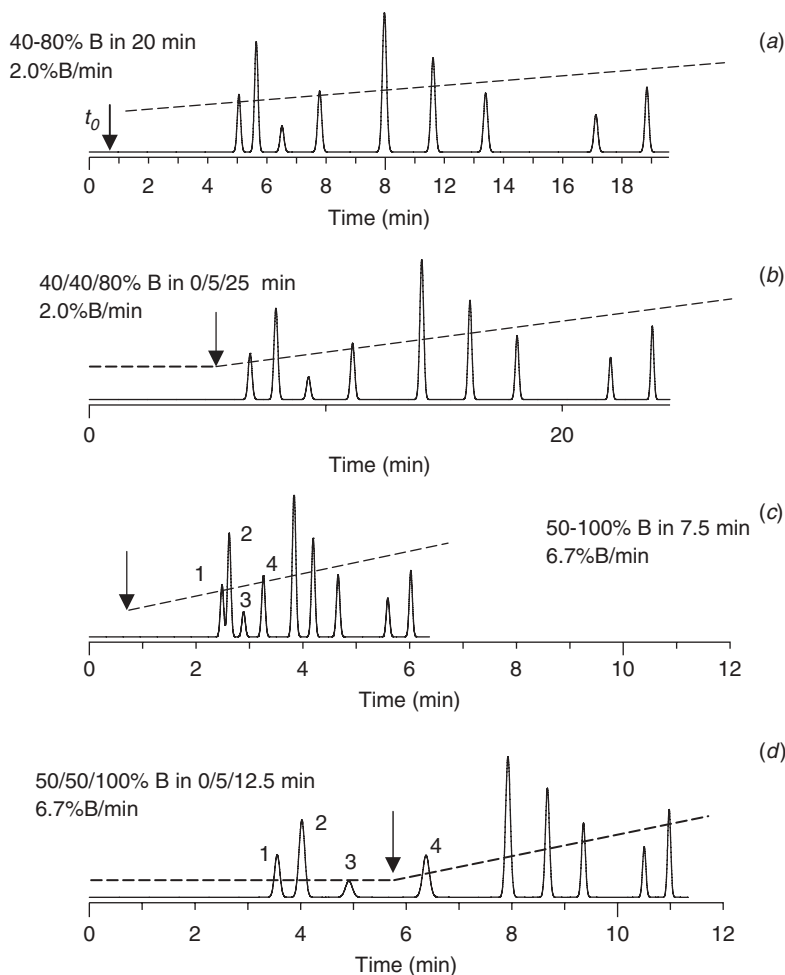 40-80% B in 20 min
2.0%B/min
(a)
t0
0 2 4 6 8 8 12 14 16 18
Time (min)
40/40/80% B in 0/5/25 min
2.0%B/min
(b)
0 20
Time (min)
50-100% B in 7.5 min
6.7%B/min
(c)
1 2 3 4
0 2 4 6 8 10 12
Time (min)
50/50/100% B in 0/5/12.5 min
6.7%B/min
(d)
1 2 3 4
0 2 4 6 8 10 12
Time (min)